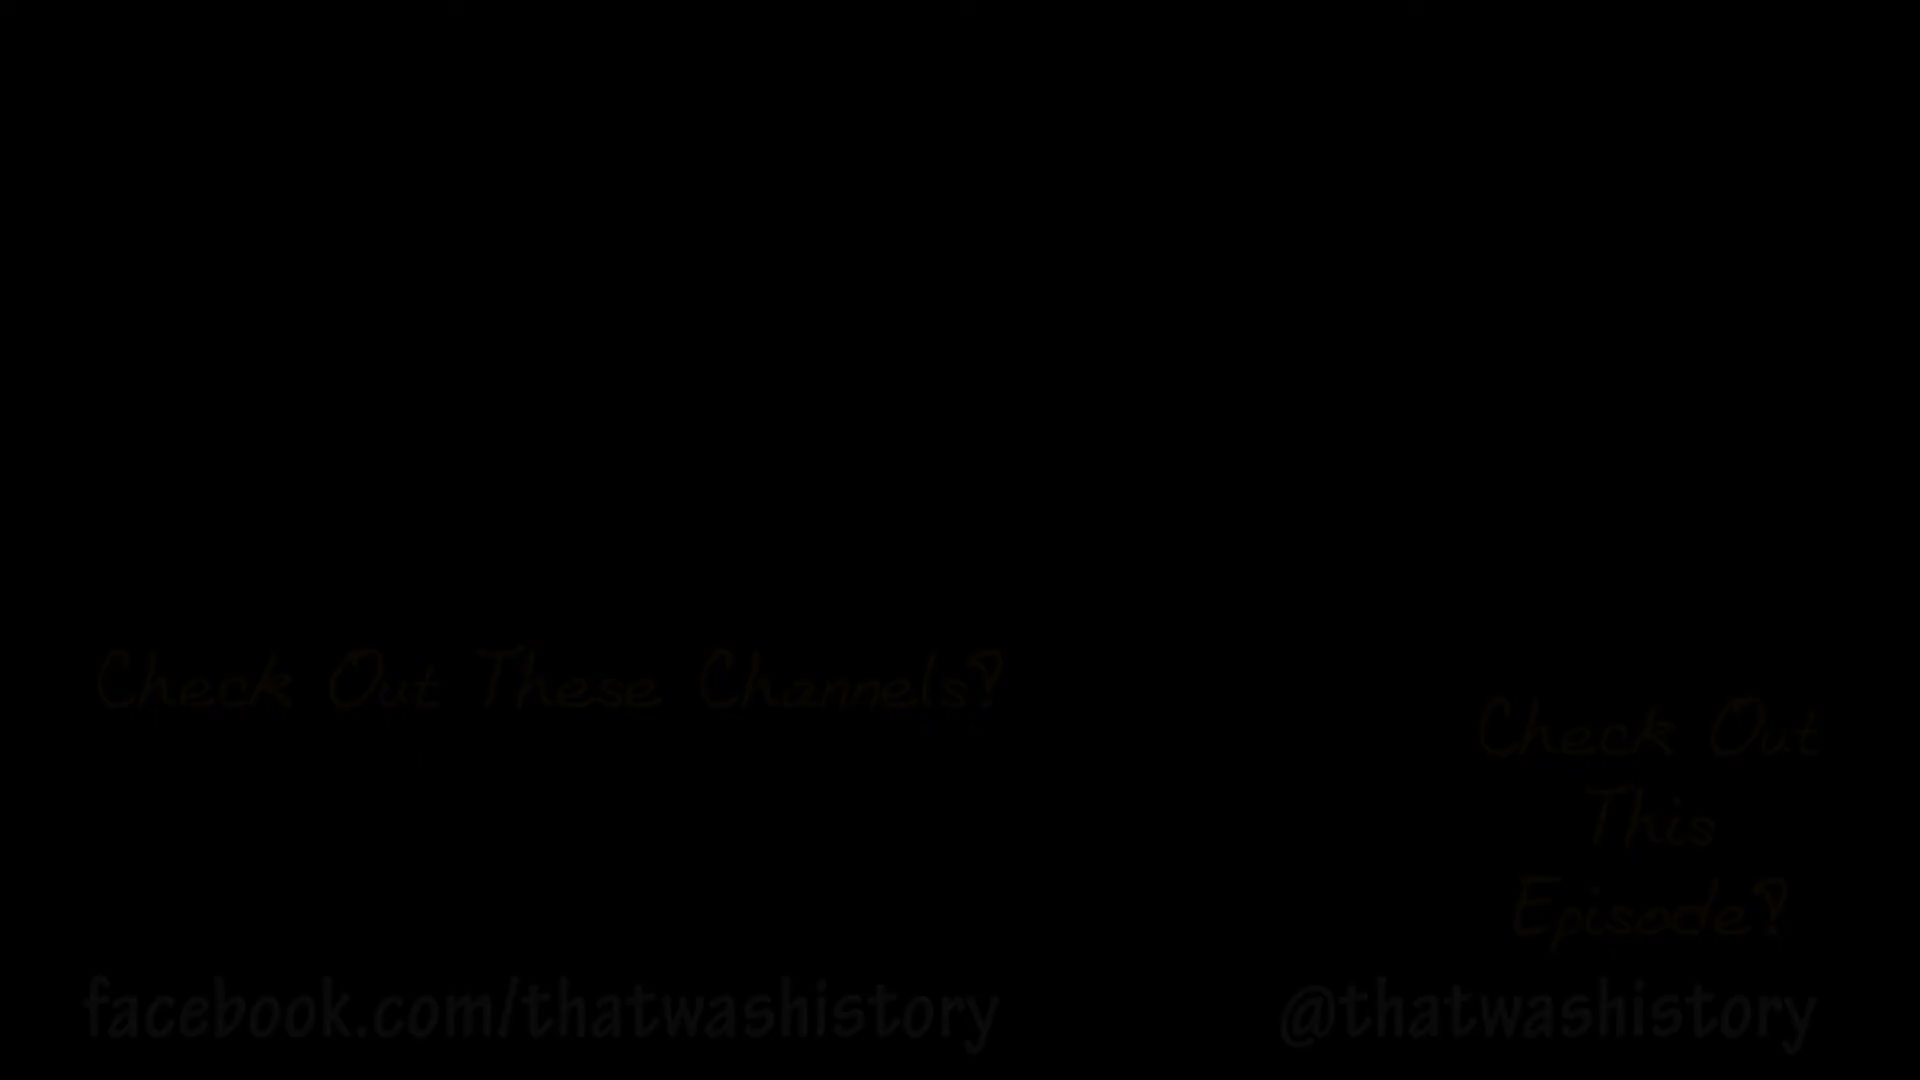 Check Out These Channels?
Check Out
This
Episode?
facebook.com/thatwashistory
@thatwashistory